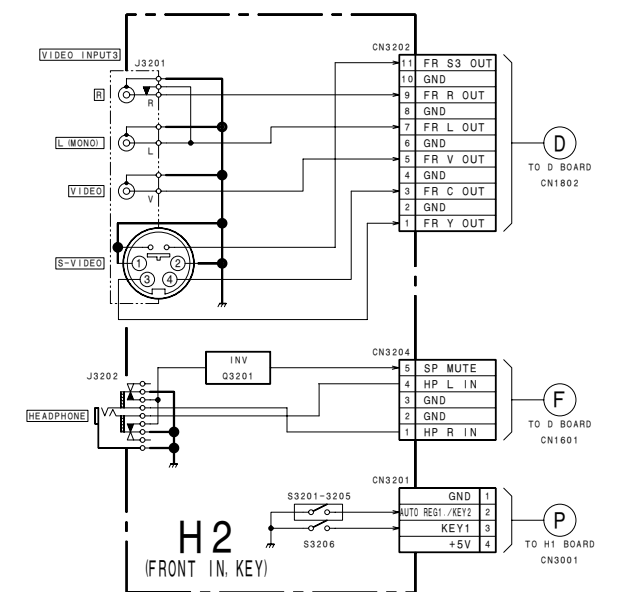 VIDEO INPUT3
J3201
CN3202
R
R
L (MONO)
L
VIDEO
V
S-VIDEO
1
2
3
4
11 FR S3 OUT
10 GND
9 FR R OUT
8 GND
7 FR L OUT
6 GND
5 FR V OUT
4 GND
3 FR C OUT
2 GND
1 FR Y OUT
D
TO D BOARD
CN1802
J3202
HEADPHONE
INV
Q3201
CN3204
5 SP MUTE
4 HP L IN
3 GND
2 GND
1 HP R IN
F
TO D BOARD
CN1601
CN3201
S3201-3205
S3206
GND 1
AUTO REG1./KEY2 2
KEY1 3
+5V 4
P
TO H1 BOARD
CN3001
H2
(FRONT IN, KEY)